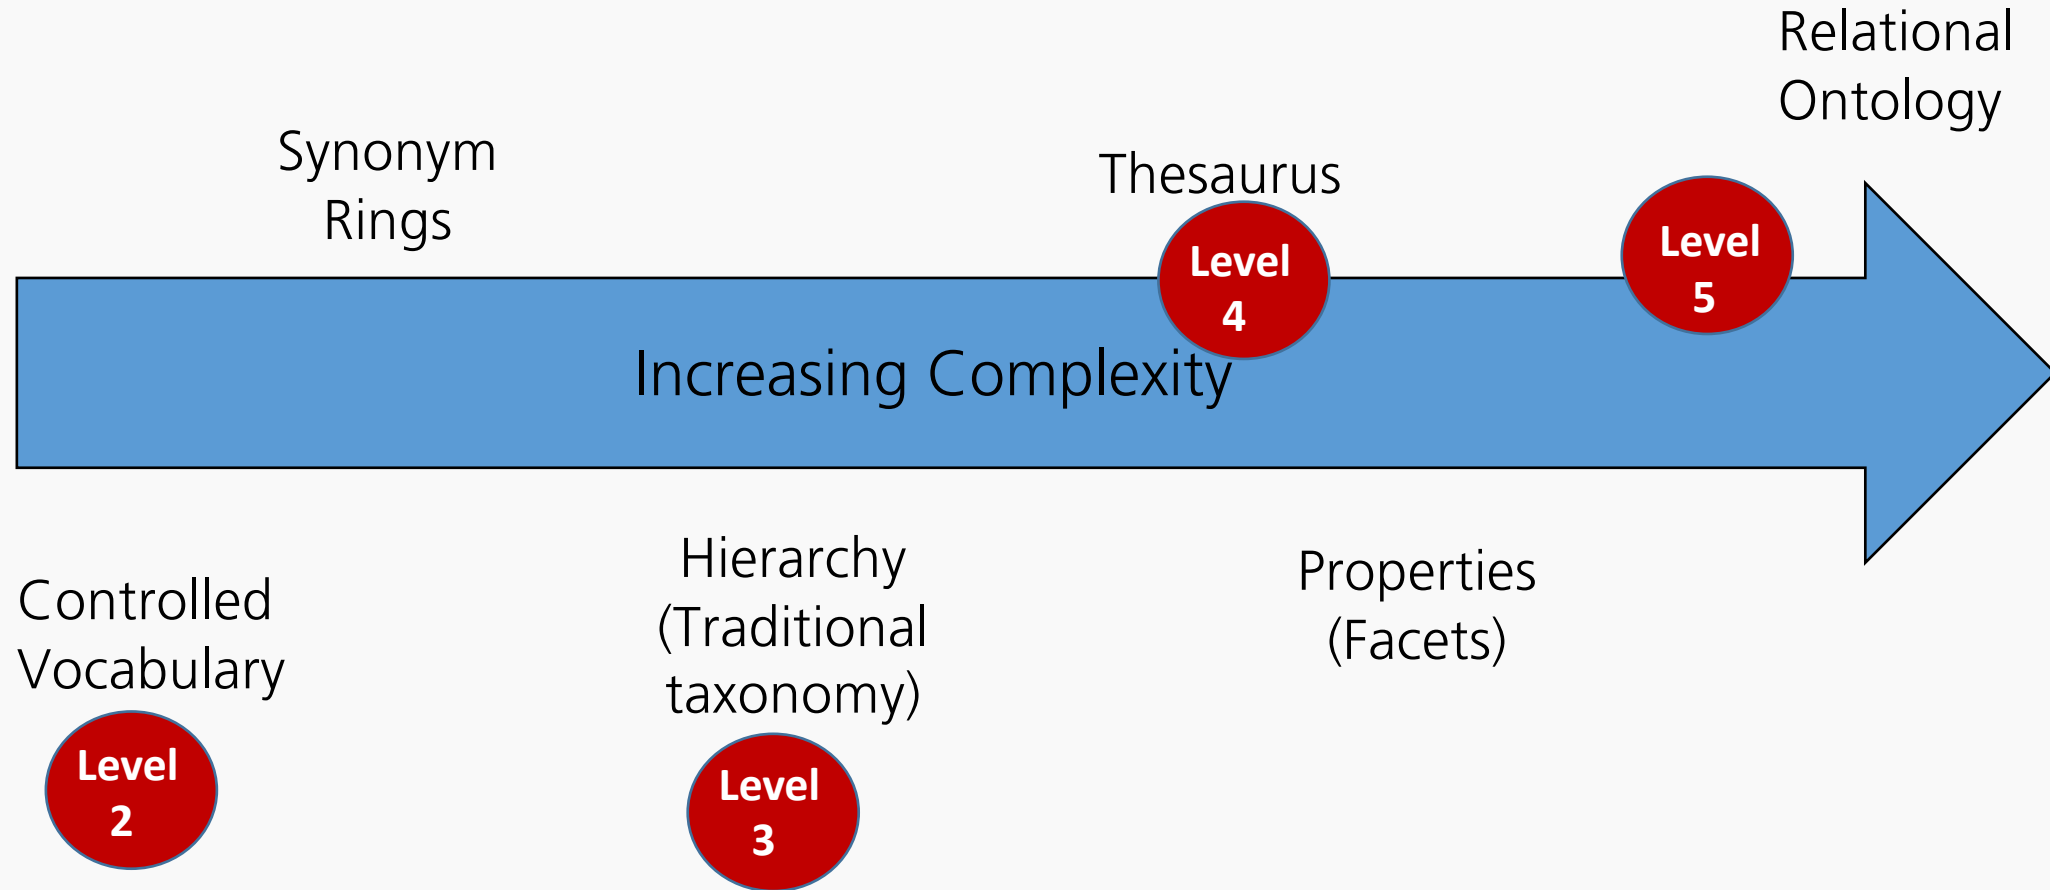 Relational
Ontology
Synonym
Rings
Thesaurus
Level
4
Level
5
Increasing Complexity
Controlled
Vocabulary
Level
2
Hierarchy
(Traditional
taxonomy)
Level
3
Properties
(Facets)